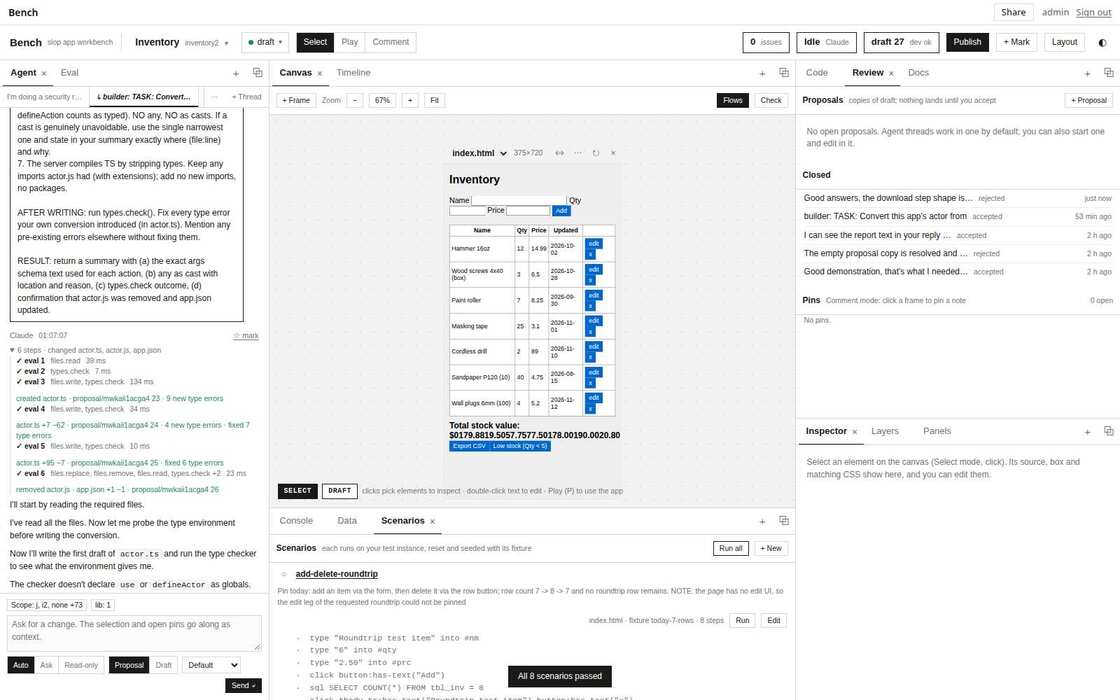 Bench
Share admin Sign out
Bench slop app workbench Inventory inventory2 draft Select Play Comment 0 issues Idle Claude draft 27 dev ok Publish + Mark Layout
Agent × Eval
I'm doing a security r…
↳ builder: TASK: Convert…
+ Thread
defineAction counts as typed). NO any, NO as casts. If a
cast is genuinely unavoidable, use the single narrowest
one and state in your summary exactly where (file:line)
and why.
7. The server compiles TS by stripping types. Keep any
imports actor.js had (with extensions); add no new imports,
no packages.
AFTER WRITING: run types.check(). Fix every type error
your own conversion introduced (in actor.ts). Mention any
pre-existing errors elsewhere without fixing them.
RESULT: return a summary with (a) the exact args
schema text used for each action, (b) any as cast with
location and reason, (c) types.check outcome, (d)
confirmation that actor.js was removed and app.json
updated.
Claude 01:07:07 ☆ mark
▾ 6 steps · changed actor.ts, actor.js, app.json
✓ eval 1 files.read 39 ms
✓ eval 2 types.check 7 ms
✓ eval 3 files.write, types.check 134 ms
created actor.ts · proposal/mwkaii1acga4 23 · 9 new type errors
✓ eval 4 files.write, types.check 34 ms
actor.ts +7 −62 · proposal/mwkaii1acga4 24 · 4 new type errors · fixed 7
type errors
✓ eval 5 files.write, types.check 10 ms
actor.ts +95 −7 · proposal/mwkaii1acga4 25 · fixed 6 type errors
✓ eval 6 files.replace, files.remove, files.read, types.check +2 23 ms
removed actor.js · app.json +1 −1 · proposal/mwkaii1acga4 26
I'll start by reading the required files.
I've read all the files. Now let me probe the type environment
before writing the conversion.
Now I'll write the first draft of actor.ts and run the type checker
to see what the environment gives me.
The checker doesn't declare use or defineActor as globals.
Scope: j, i2, none +73 lib: 1
Ask for a change. The selection and open pins go along as
context.
Auto Ask Read-only Proposal Draft Default
Send
Canvas × Timeline
+ Frame Zoom − 67% + Fit Flows Check
index.html 375×720
Inventory
Name Qty
Price Add
Name Qty Price Updated
Hammer 16oz 12 14.99 2026-10-02 edit x
Wood screws 4x40 (box) 3 6.5 2026-10-28 edit x
Paint roller 7 8.25 2026-09-30 edit x
Masking tape 25 3.1 2026-11-01 edit x
Cordless drill 2 89 2026-11-10 edit x
Sandpaper P120 (10) 40 4.75 2026-08-15 edit x
Wall plugs 6mm (100) 4 5.2 2026-11-12 edit x
Total stock value:
$0179.8819.5057.7577.50178.00190.0020.80
Export CSV Low stock (Qty < 5)
SELECT DRAFT clicks pick elements to inspect · double-click text to edit · Play (P) to use the app
Console Data Scenarios ×
Scenarios each runs on your test instance, reset and seeded with its fixture Run all + New
add-delete-roundtrip
Pin today: add an item via the form, then delete it via the row button; row count 7 -> 8 -> 7 and no roundtrip row remains. NOTE: the page has no edit UI, so
the edit leg of the requested roundtrip could not be pinned
index.html · fixture today-7-rows · 8 steps Run Edit
· type "Roundtrip test item" into #nm
· type "6" into #qty
· type "2.50" into #prc
· click button:has-text("Add")
· sql SELECT COUNT(*) FROM tbl_inv = 8
All 8 scenarios passed
Code Review × Docs
Proposals copies of draft; nothing lands until you accept + Proposal
No open proposals. Agent threads work in one by default; you can also start one
and edit in it.
Closed
Good answers, the download step shape is… rejected just now
builder: TASK: Convert this app's actor from accepted 53 min ago
I can see the report text in your reply … accepted 2 h ago
The empty proposal copy is resolved and … rejected 2 h ago
Good demonstration, that's what I needed… accepted 2 h ago
Pins Comment mode: click a frame to pin a note 0 open
No pins.
Inspector × Layers Panels
Select an element on the canvas (Select mode, click). Its source, box and
matching CSS show here, and you can edit them.